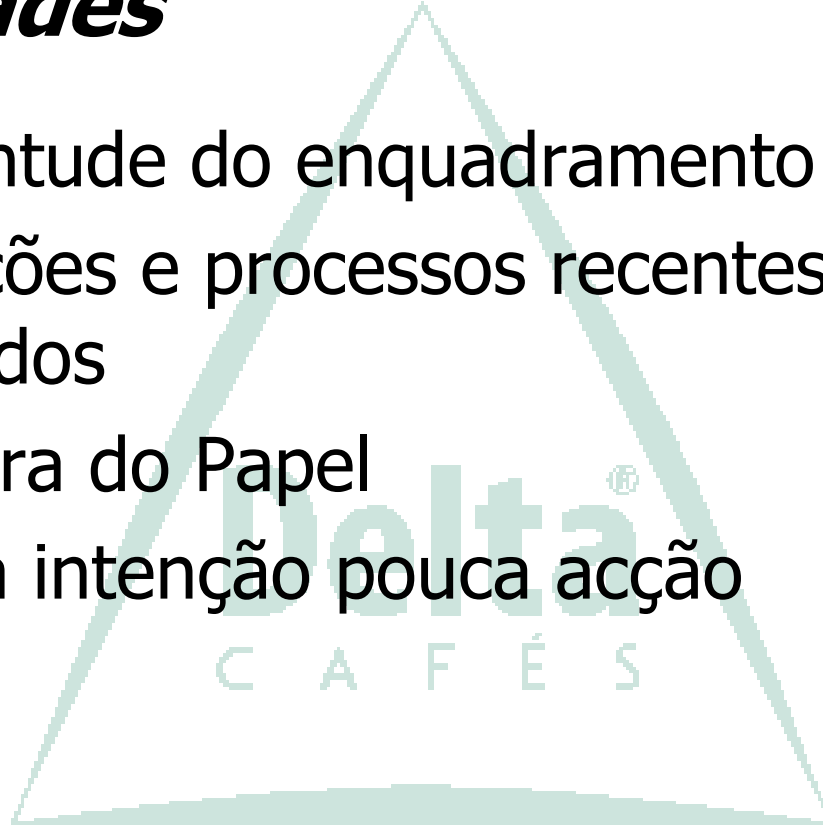 ades
ntude do enquadramento
ções e processos recentes
dos
ra do Papel
intenção pouca acção
Delta®
CAFÉS